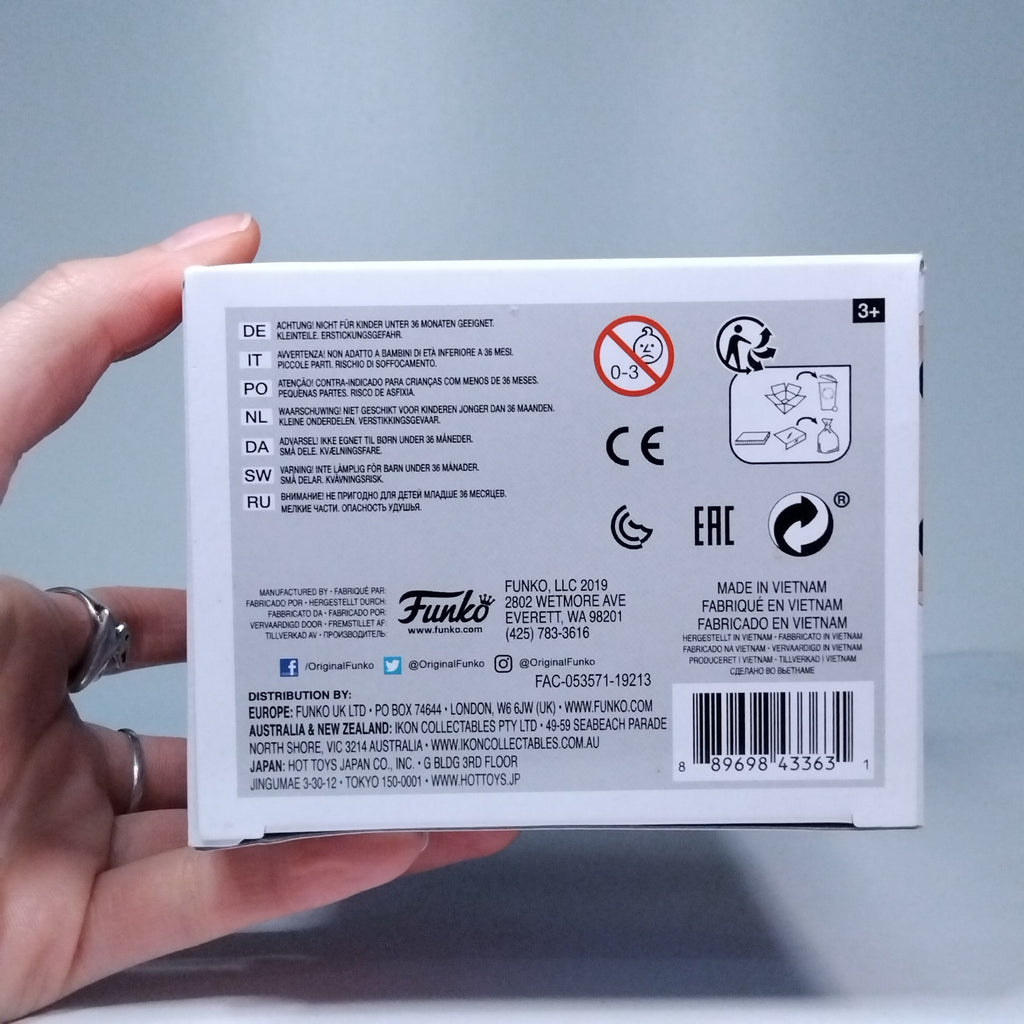 3+
DE ACHTUNG! NICHT FÜR KINDER UNTER 36 MONATEN GEEIGNET.
KLEINTEILE. ERSTICKUNGSGEFAHR.
IT AVVERTENZA! NON ADATTO A BAMBINI DI ETÀ INFERIORE A 36 MESI.
PICCOLE PARTI. RISCHIO DI SOFFOCAMENTO.
PO ATENÇÃO! CONTRA-INDICADO PARA CRIANÇAS COM MENOS DE 36 MESES.
PEQUENAS PARTES. RISCO DE ASFIXIA.
NL WAARSCHUWING! NIET GESCHIKT VOOR KINDEREN JONGER DAN 36 MAANDEN.
KLEINE ONDERDELEN. VERSTIKKINGSGEVAAR.
DA ADVARSEL! IKKE EGNET TIL BØRN UNDER 36 MÅNEDER.
SMÅ DELE. KVÆLNINGSFARE.
SW VARNING! INTE LÄMPLIG FÖR BARN UNDER 36 MÅNADER.
SMÅ DELAR. KVÄVNINGSRISK.
RU ВНИМАНИЕ! НЕ ПРИГОДНО ДЛЯ ДЕТЕЙ МЛАДШЕ 36 МЕСЯЦЕВ.
МЕЛКИЕ ЧАСТИ. ОПАСНОСТЬ УДУШЬЯ.
0-3
CE
EAC
®
MANUFACTURED BY • FABRIQUÉ PAR:
FABRICADO POR • HERGESTELLT DURCH:
FABBRICATO DA • FABRICADO POR:
VERVAARDIGD DOOR • FREMSTILLET AF:
TILLVERKAD AV • ПРОИЗВОДИТЕЛЬ:
Funko
www.funko.com
FUNKO, LLC 2019
2802 WETMORE AVE
EVERETT, WA 98201
(425) 783-3616
/OriginalFunko @OriginalFunko @OriginalFunko
FAC-053571-19213
MADE IN VIETNAM
FABRIQUÉ EN VIETNAM
FABRICADO EN VIETNAM
HERGESTELLT IN VIETNAM • FABBRICATO IN VIETNAM
FABRICADO NA VIETNAM • VERVAARDIGD IN VIETNAM
PRODUCERET I VIETNAM • TILLVERKAD I VIETNAM
СДЕЛАНО ВО ВЬЕТНАМЕ
DISTRIBUTION BY:
EUROPE: FUNKO UK LTD • PO BOX 74644 • LONDON, W6 6JW (UK) • WWW.FUNKO.COM
AUSTRALIA & NEW ZEALAND: IKON COLLECTABLES PTY LTD • 49-59 SEABEACH PARADE
NORTH SHORE, VIC 3214 AUSTRALIA • WWW.IKONCOLLECTABLES.COM.AU
JAPAN: HOT TOYS JAPAN CO., INC. • G BLDG 3RD FLOOR
JINGUMAE 3-30-12 • TOKYO 150-0001 • WWW.HOTTOYS.JP
8 89698 43363 1